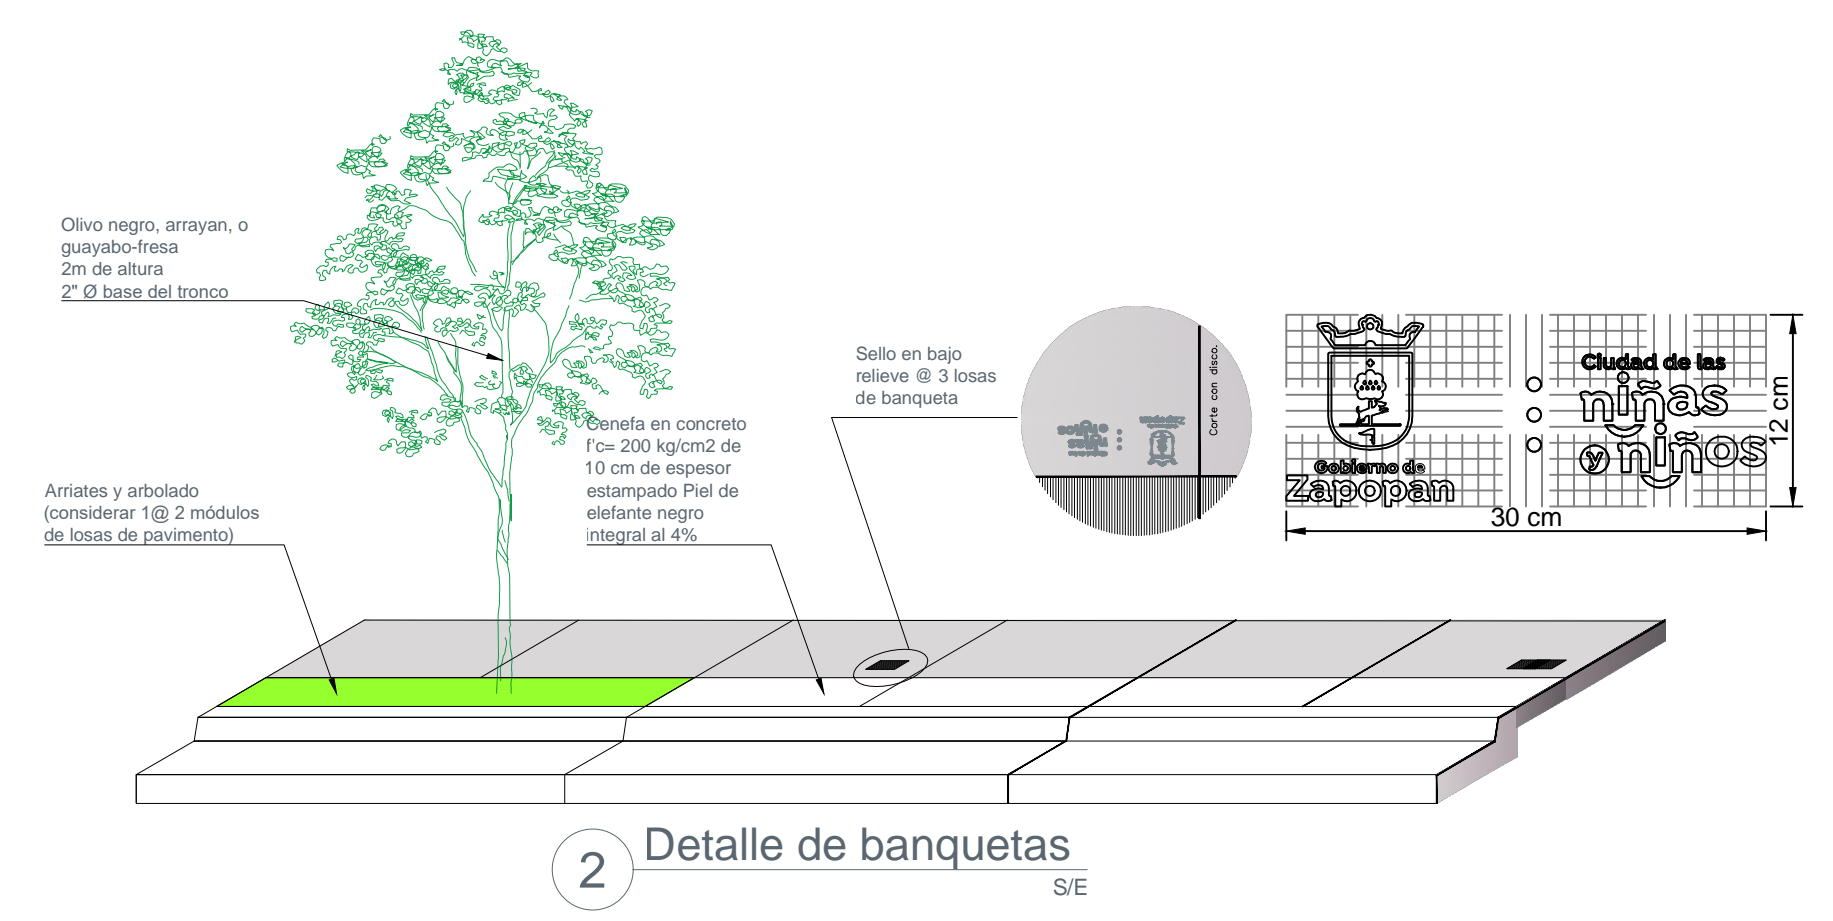 Olivo negro, arrayan, o
guayabo-fresa
2m de altura
2" Ø base del tronco
Arriates y arbolado
(considerar 1@ 2 módulos
de losas de pavimento)
Cenefa en concreto
f'c= 200 kg/cm2 de
10 cm de espesor
estampado Piel de
elefante negro
integral al 4%
Sello en bajo
relieve @ 3 losas
de banqueta
Corte con disco.
Gobierno de
Zapopan
Ciudad de las
niñas
y niños
12 cm
30 cm
2
Detalle de banquetas
S/E